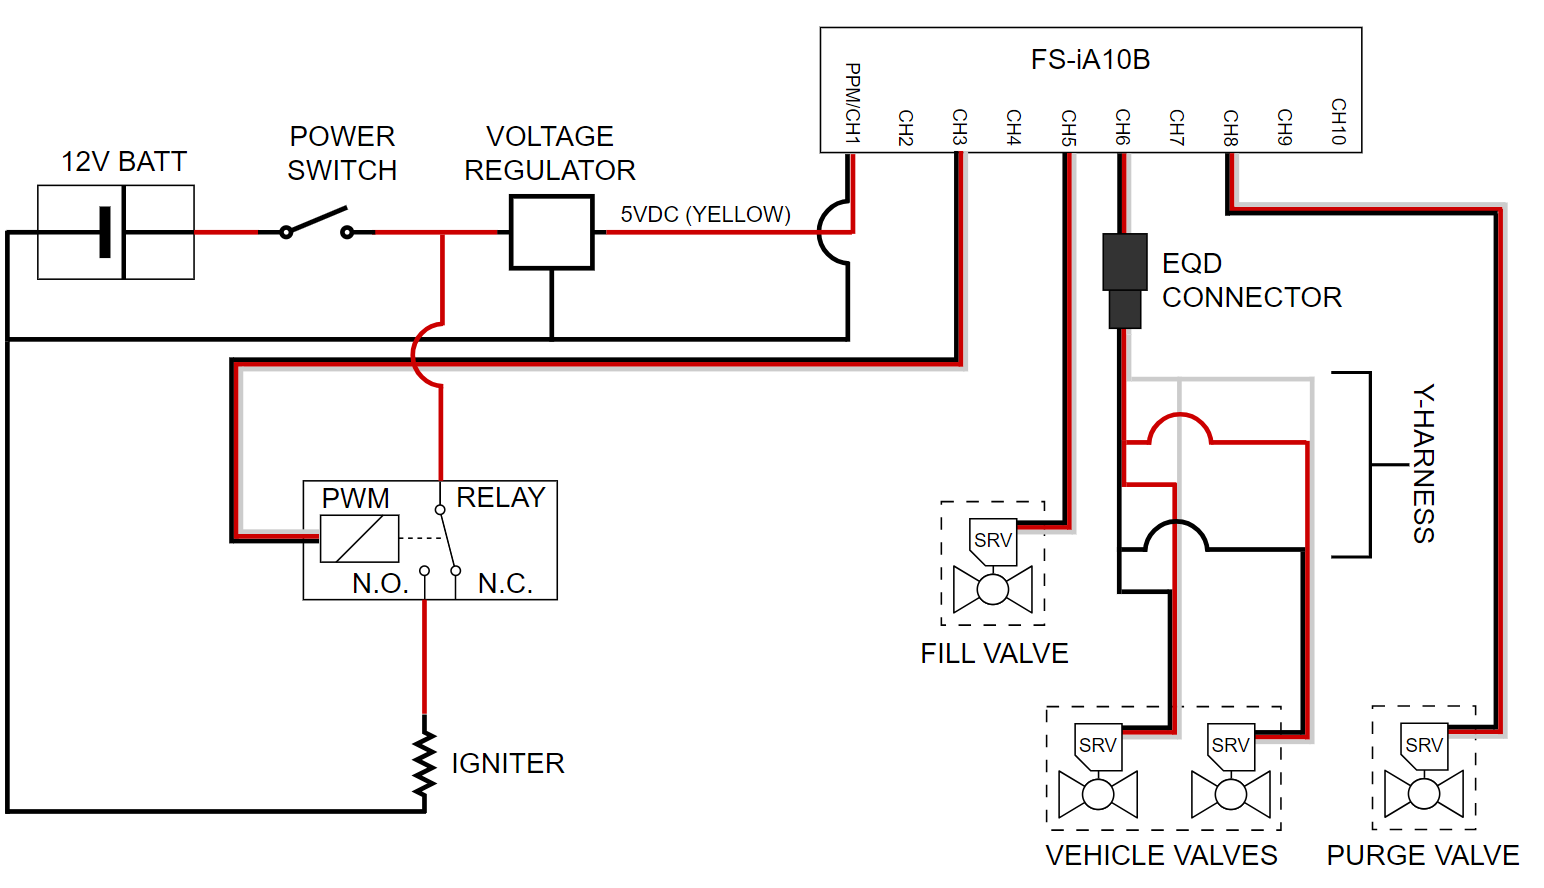 FS-iA10B
PPM/CH1
CH2
CH3
CH4
CH5
CH6
CH7
CH8
CH9
CH10
12V BATT
POWER
SWITCH
VOLTAGE
REGULATOR
5VDC (YELLOW)
EQD
CONNECTOR
Y-HARNESS
PWM
RELAY
N.O.
N.C.
IGNITER
SRV
FILL VALVE
SRV
SRV
VEHICLE VALVES
SRV
PURGE VALVE